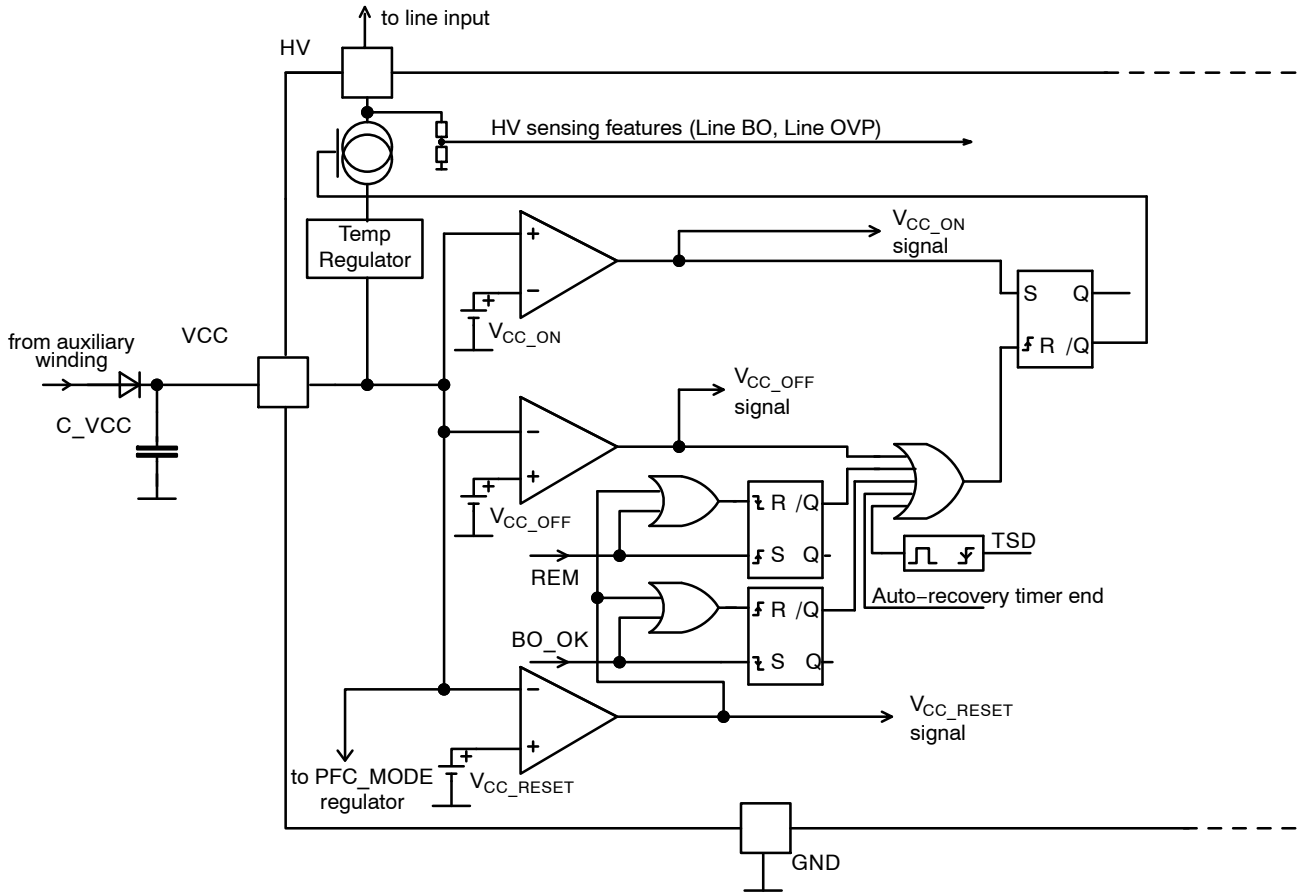 to line input
HV
HV sensing features (Line BO, Line OVP)
Temp
Regulator
+
−
+
V_CC_ON
V_CC_ON
signal
S Q
R /Q
from auxiliary
winding
VCC
C_VCC
−
+
+
V_CC_OFF
V_CC_OFF
signal
R /Q
S Q
REM
TSD
Auto−recovery timer end
R /Q
S Q
BO_OK
−
+
+
V_CC_RESET
V_CC_RESET
signal
to PFC_MODE
regulator
GND